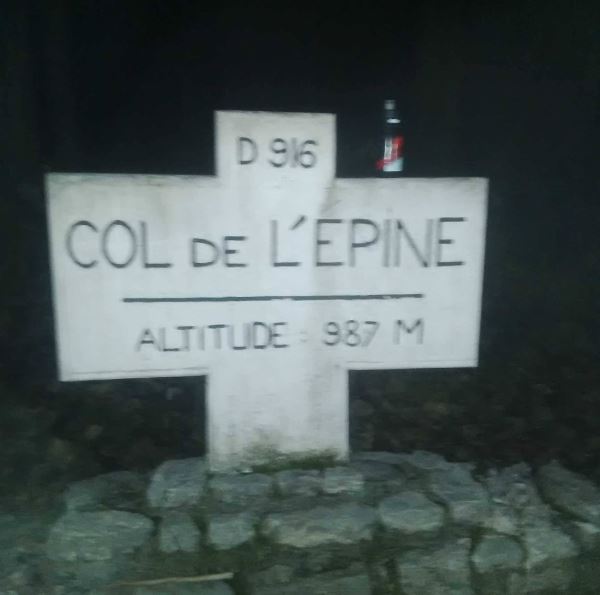 D 916
COL DE L'EPINE
ALTITUDE : 987 M